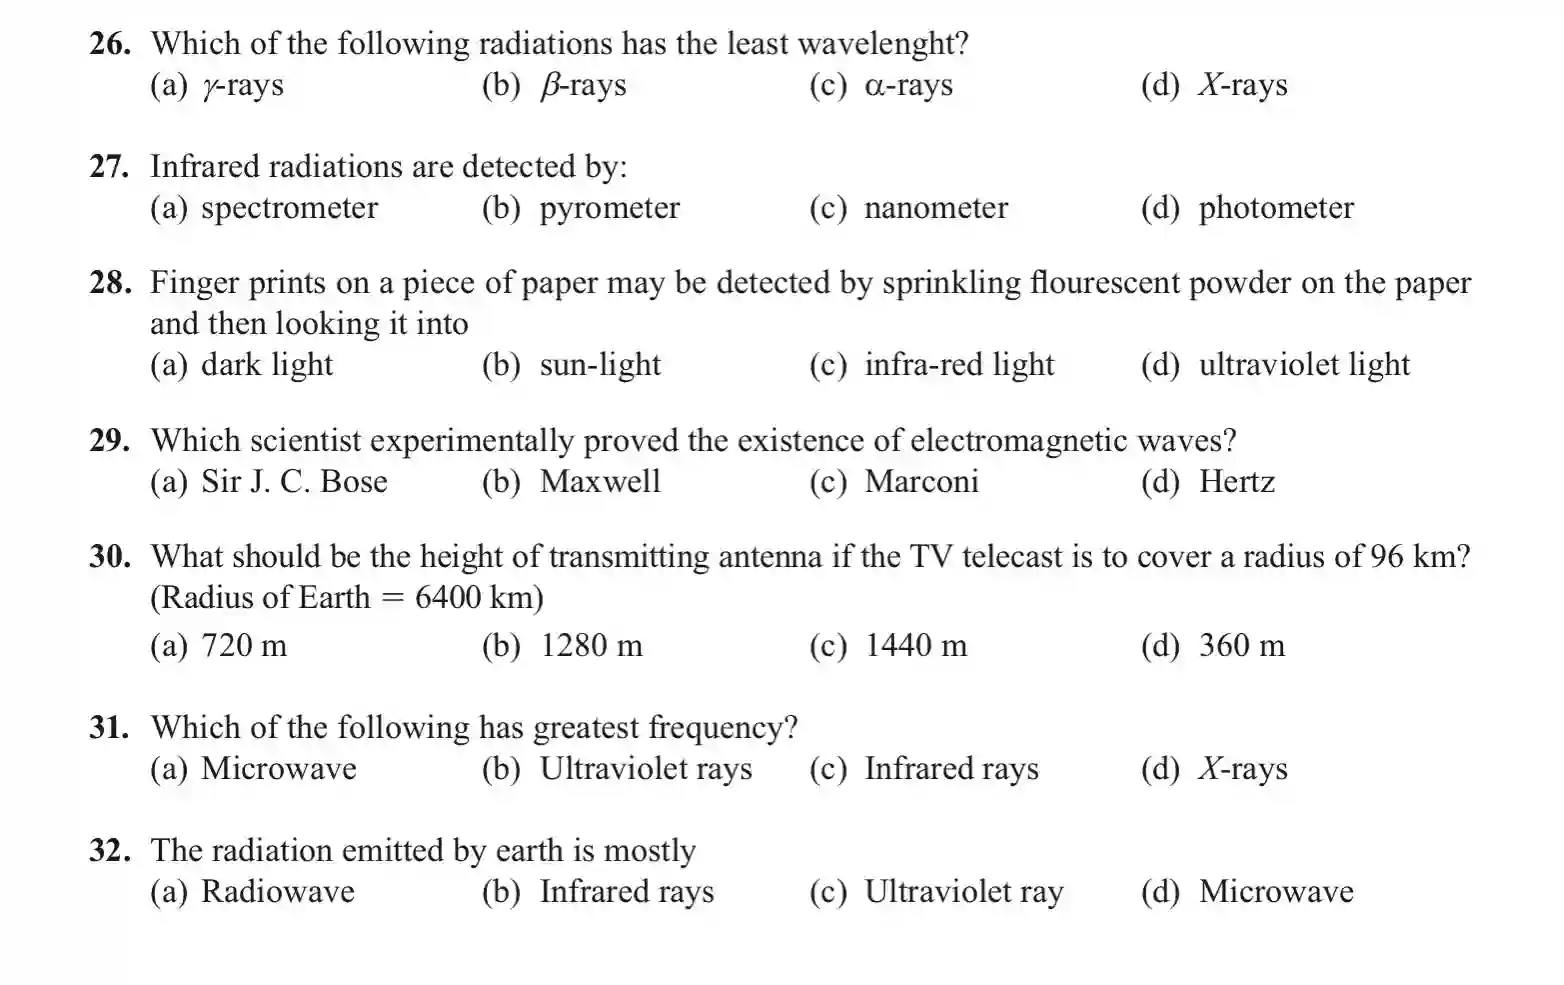 26. Which of the following radiations has the least wavelenght?
(a) γ-rays (b) β-rays (c) α-rays (d) X-rays
27. Infrared radiations are detected by:
(a) spectrometer (b) pyrometer (c) nanometer (d) photometer
28. Finger prints on a piece of paper may be detected by sprinkling flourescent powder on the paper
and then looking it into
(a) dark light (b) sun-light (c) infra-red light (d) ultraviolet light
29. Which scientist experimentally proved the existence of electromagnetic waves?
(a) Sir J. C. Bose (b) Maxwell (c) Marconi (d) Hertz
30. What should be the height of transmitting antenna if the TV telecast is to cover a radius of 96 km?
(Radius of Earth = 6400 km)
(a) 720 m (b) 1280 m (c) 1440 m (d) 360 m
31. Which of the following has greatest frequency?
(a) Microwave (b) Ultraviolet rays (c) Infrared rays (d) X-rays
32. The radiation emitted by earth is mostly
(a) Radiowave (b) Infrared rays (c) Ultraviolet ray (d) Microwave